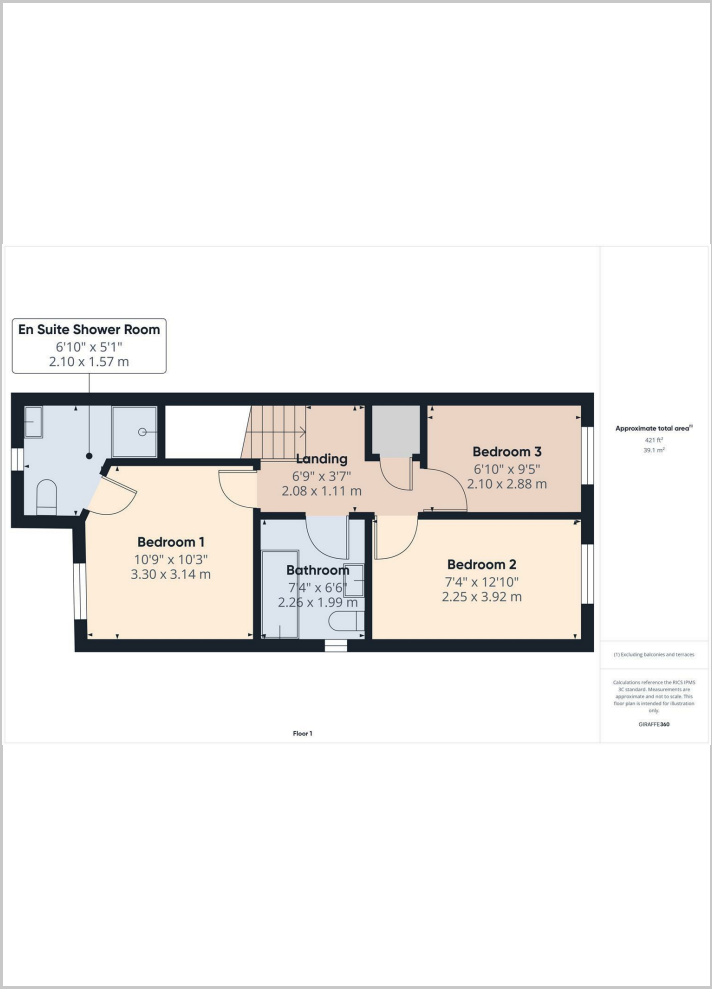 En Suite Shower Room
6'10" x 5'1"
2.10 x 1.57 m
Landing
6'9" x 3'7"
2.08 x 1.11 m
Bedroom 3
6'10" x 9'5"
2.10 x 2.88 m
Bedroom 1
10'9" x 10'3"
3.30 x 3.14 m
Bathroom
7'4" x 6'6"
2.26 x 1.99 m
Bedroom 2
7'4" x 12'10"
2.25 x 3.92 m
Floor 1
Approximate total area⁽¹⁾
421 ft²
39.1 m²
(1) Excluding balconies and terraces
Calculations reference the RICS IPMS
3C standard. Measurements are
approximate and not to scale. This
floor plan is intended for illustration
only.
GIRAFFE360